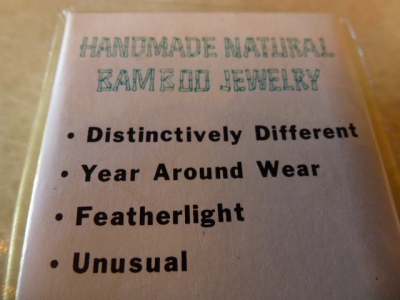 HANDMADE NATURAL
BAMBOO JEWELRY
• Distinctively Different
• Year Around Wear
• Featherlight
• Unusual